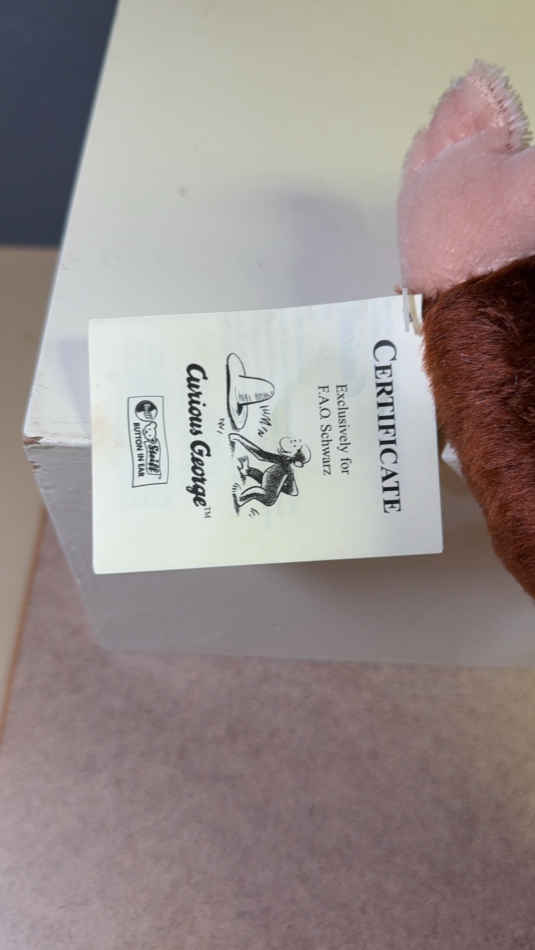 CERTIFICATE
Exclusively for
F.A.O. Schwarz
Curious George™
Steiff
BUTTON IN EAR